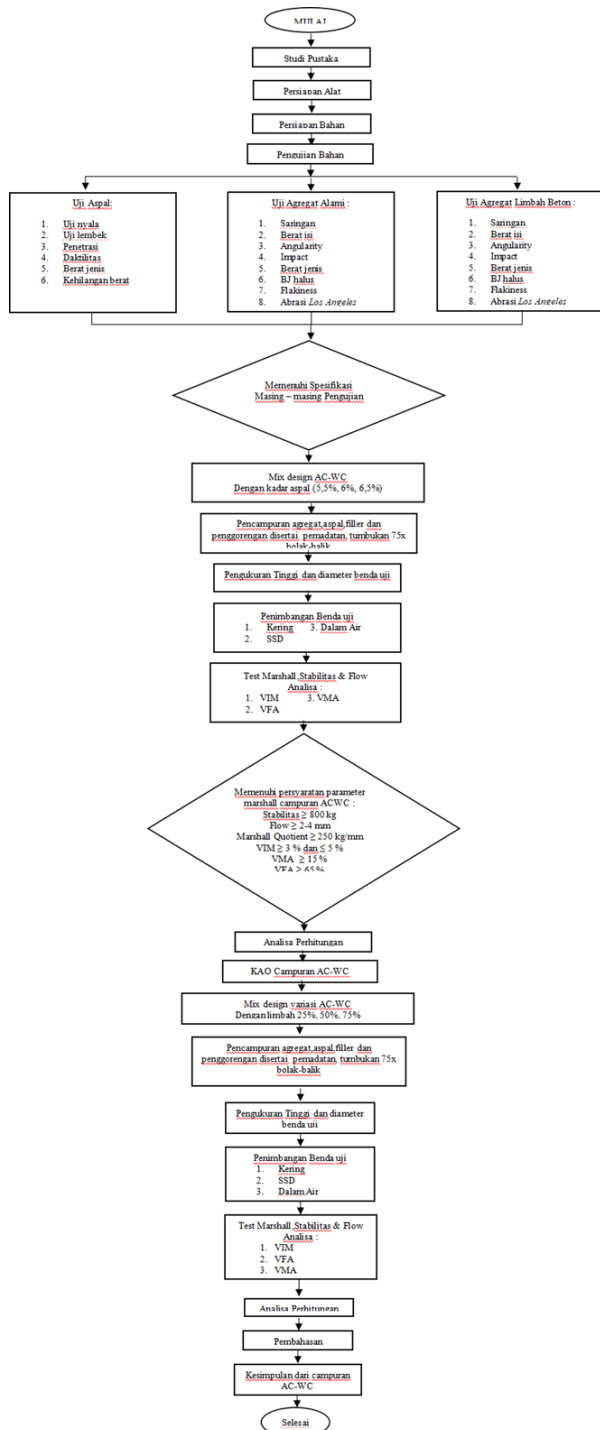 MULAI
Studi Pustaka
Persiapan Alat
Persiapan Bahan
Pengujian Bahan
Uji Aspal:
1. Uji nyala
2. Uji lembek
3. Penetrasi
4. Daktilitas
5. Berat jenis
6. Kehilangan berat
Uji Agregat Alami :
1. Saringan
2. Berat isi
3. Angularity
4. Impact
5. Berat jenis
6. BJ halus
7. Flakiness
8. Abrasi Los Angeles
Uji Agregat Limbah Beton :
1. Saringan
2. Berat isi
3. Angularity
4. Impact
5. Berat jenis
6. BJ halus
7. Flakiness
8. Abrasi Los Angeles
Memenuhi Spesifikasi
Masing – masing Pengujian
Mix design AC-WC
Dengan kadar aspal (5,5%, 6%, 6,5%)
Pencampuran agregat,aspal,filler dan
penggorengan disertai pemadatan, tumbukan 75x
bolak-balik
Pengukuran Tinggi dan diameter benda uji
Penimbangan Benda uji
1. Kering 3. Dalam Air
2. SSD
Test Marshall ,Stabilitas & Flow
Analisa :
1. VIM 3. VMA
2. VFA
Memenuhi persyaratan parameter
marshall campuran ACWC :
Stabilitas ≥ 800 kg
Flow ≥ 2-4 mm
Marshall Quotient ≥ 250 kg/mm
VIM ≥ 3 % dan ≤ 5 %
VMA ≥ 15 %
VFA ≥ 65 %
Analisa Perhitungan
KAO Campuran AC-WC
Mix design variasi AC-WC
Dengan limbah 25%, 50%, 75%
Pencampuran agregat,aspal,filler dan
penggorengan disertai pemadatan, tumbukan 75x
bolak-balik
Pengukuran Tinggi dan diameter
benda uji
Penimbangan Benda uji
1. Kering
2. SSD
3. Dalam Air
Test Marshall ,Stabilitas & Flow
Analisa :
1. VIM
2. VFA
3. VMA
Analisa Perhitungan
Pembahasan
Kesimpulan dari campuran
AC-WC
Selesai